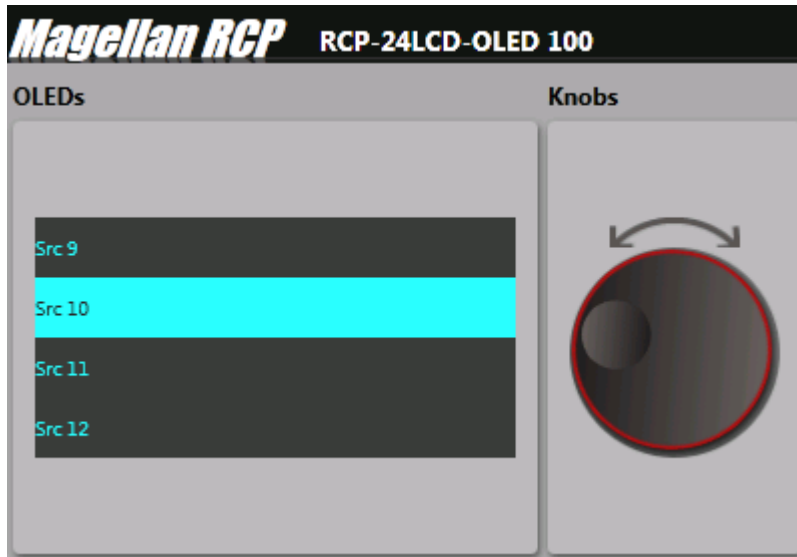 Magellan RCP RCP-24LCD-OLED 100
OLEDs Knobs
Src 9
Src 10
Src 11
Src 12